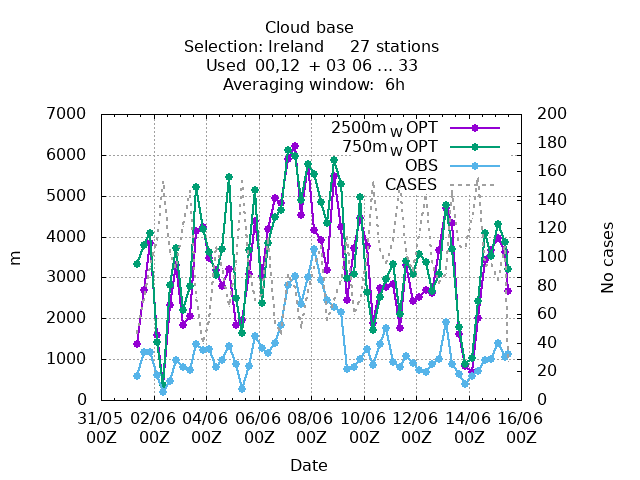 Cloud base
Selection: Ireland 27 stations
Used 00,12 + 03 06 ... 33
Averaging window: 6h
2500m_W OPT
750m_W OPT
OBS
CASES
7000
6000
5000
4000
3000
2000
1000
0
200
180
160
140
120
100
80
60
40
20
0
m
No cases
31/05 02/06 04/06 06/06 08/06 10/06 12/06 14/06 16/06
00Z 00Z 00Z 00Z 00Z 00Z 00Z 00Z 00Z
Date